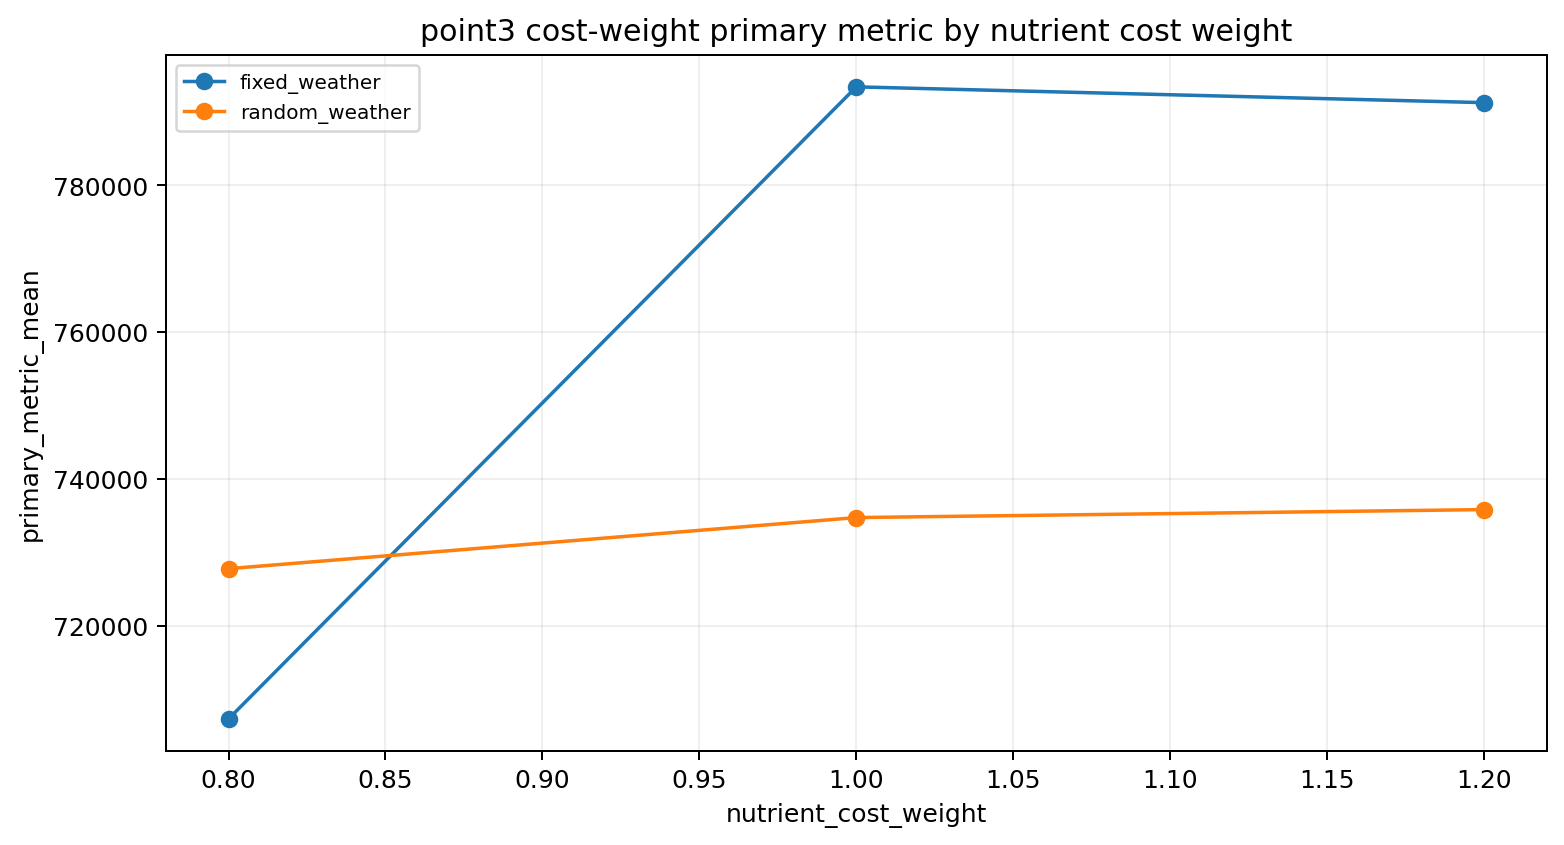 point3 cost-weight primary metric by nutrient cost weight
fixed_weather
random_weather
primary_metric_mean
780000
760000
740000
720000
0.80 0.85 0.90 0.95 1.00 1.05 1.10 1.15 1.20
nutrient_cost_weight